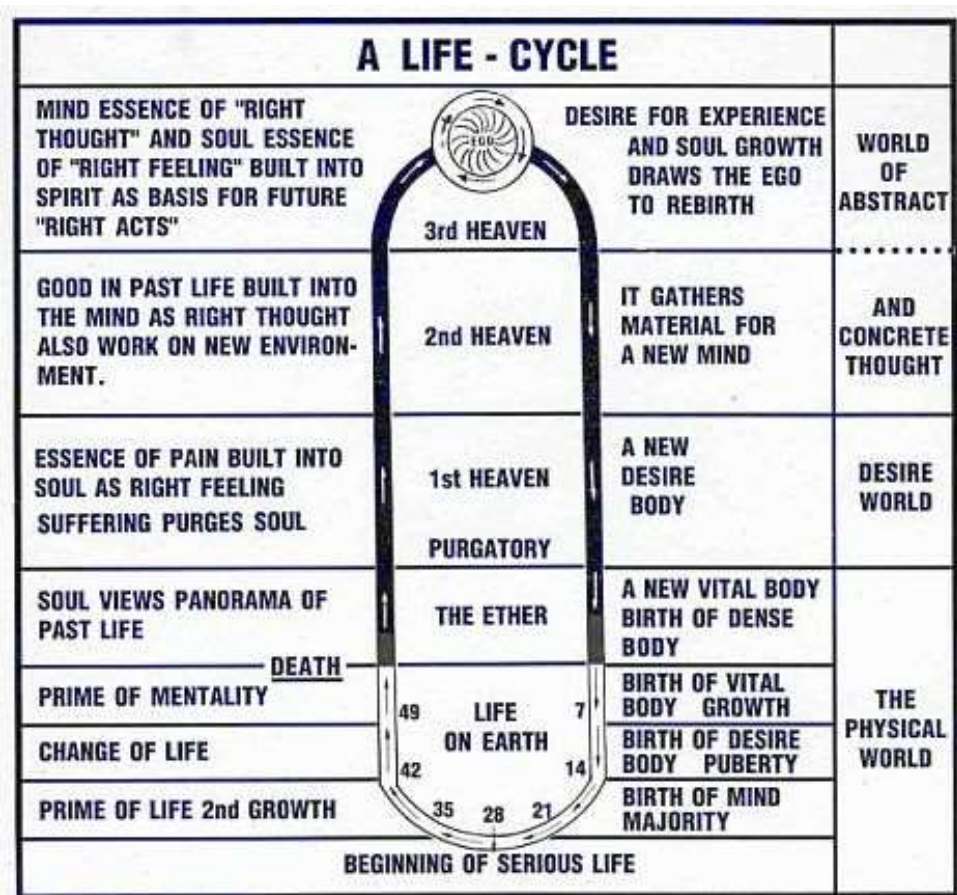 A LIFE - CYCLE
MIND ESSENCE OF "RIGHT
THOUGHT" AND SOUL ESSENCE
OF "RIGHT FEELING" BUILT INTO
SPIRIT AS BASIS FOR FUTURE
"RIGHT ACTS"
EGO
3rd HEAVEN
DESIRE FOR EXPERIENCE
AND SOUL GROWTH
DRAWS THE EGO
TO REBIRTH
WORLD
OF
ABSTRACT
GOOD IN PAST LIFE BUILT INTO
THE MIND AS RIGHT THOUGHT
ALSO WORK ON NEW ENVIRON-
MENT.
2nd HEAVEN
IT GATHERS
MATERIAL FOR
A NEW MIND
AND
CONCRETE
THOUGHT
ESSENCE OF PAIN BUILT INTO
SOUL AS RIGHT FEELING
SUFFERING PURGES SOUL
1st HEAVEN
PURGATORY
A NEW
DESIRE
BODY
DESIRE
WORLD
SOUL VIEWS PANORAMA OF
PAST LIFE
THE ETHER
A NEW VITAL BODY
BIRTH OF DENSE
BODY
DEATH
PRIME OF MENTALITY
49
LIFE
ON EARTH
7
BIRTH OF VITAL
BODY GROWTH
THE
PHYSICAL
WORLD
CHANGE OF LIFE
42
14
BIRTH OF DESIRE
BODY PUBERTY
PRIME OF LIFE 2nd GROWTH
35
28
21
BIRTH OF MIND
MAJORITY
BEGINNING OF SERIOUS LIFE